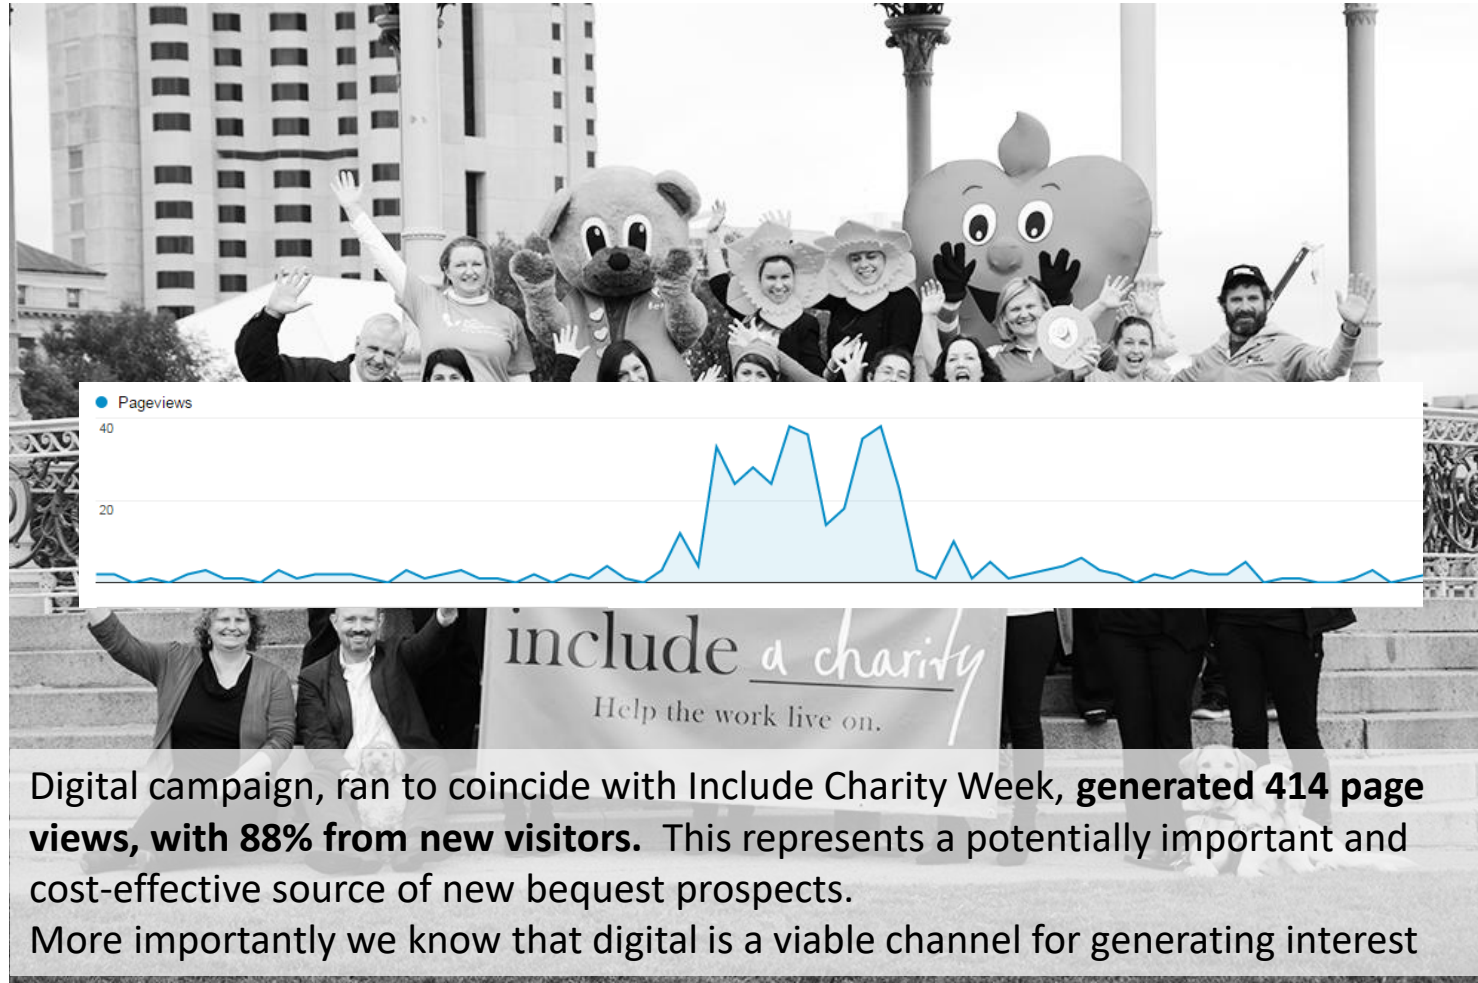 Pageviews
40
20
include a charity
Help the work live on.
Digital campaign, ran to coincide with Include Charity Week, generated 414 page
views, with 88% from new visitors. This represents a potentially important and
cost-effective source of new bequest prospects.
More importantly we know that digital is a viable channel for generating interest